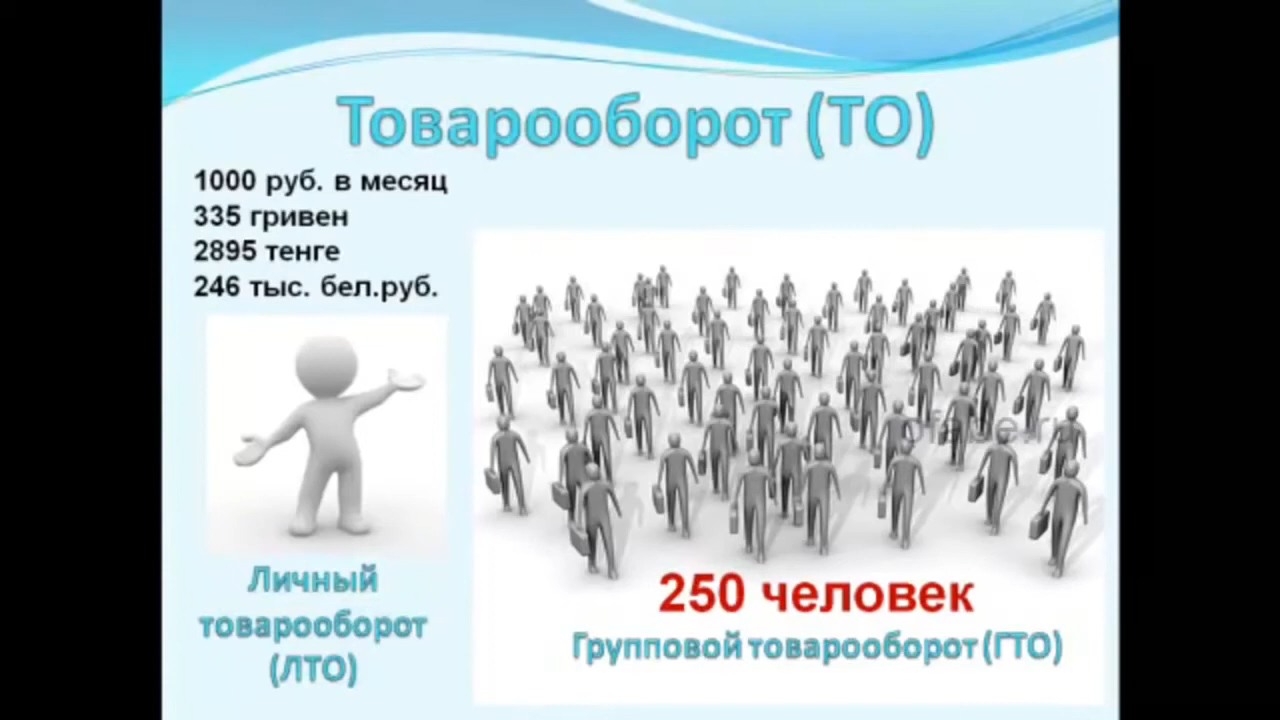 Товарооборот (ТО)
1000 руб. в месяц
335 гривен
2895 тенге
246 тыс. бел.руб.
Личный
товарооборот
(ЛТО)
250 человек
Групповой товарооборот (ГТО)